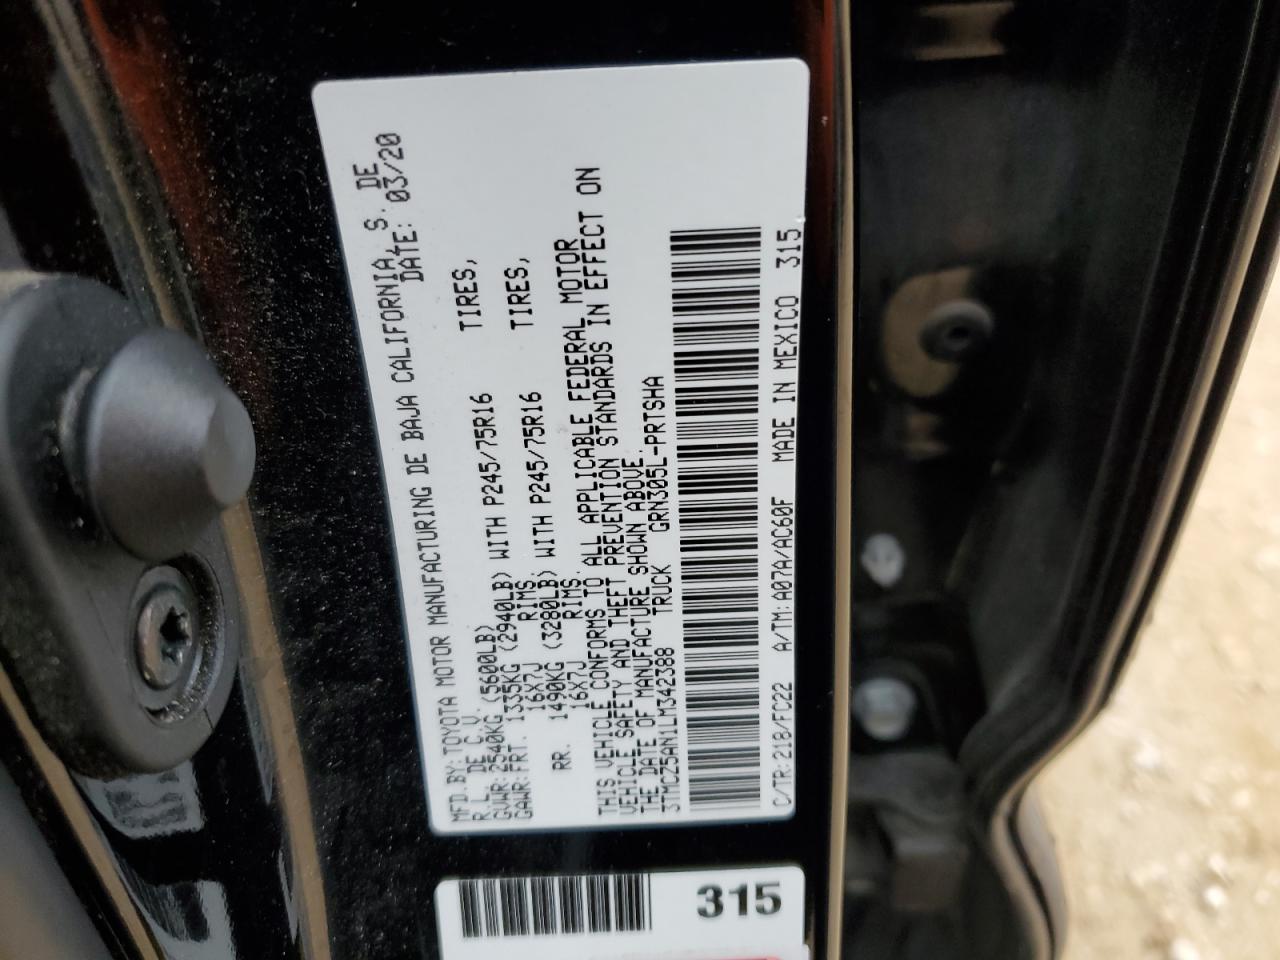 MFD.BY: TOYOTA MOTOR MANUFACTURING DE BAJA CALIFORNIA, S. DE
R.L. DE C.V. DATE: 03/20
GVWR: 2540KG (5600LB)
GAWR: FRT. 1335KG (2940LB) WITH P245/75R16 TIRES,
16X7J RIMS.
RR. 1490KG (3280LB) WITH P245/75R16 TIRES,
16X7J RIMS.
THIS VEHICLE CONFORMS TO ALL APPLICABLE FEDERAL MOTOR
VEHICLE SAFETY AND THEFT PREVENTION STANDARDS IN EFFECT ON
THE DATE OF MANUFACTURE SHOWN ABOVE.
3TMCZ5AN1LM342388 TRUCK GRN305L-PRTSHA
C/TR: 218/FC22 A/TM: A07A/AC60F MADE IN MEXICO 315
315